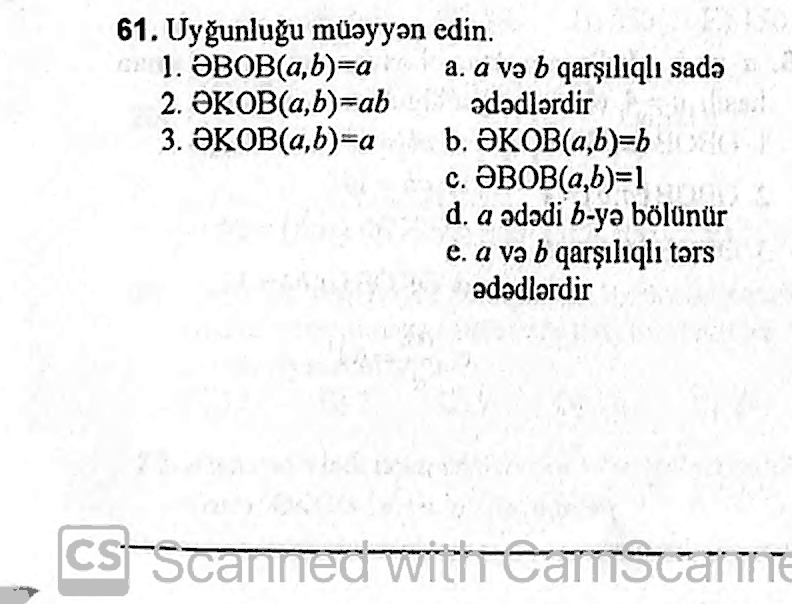 61. Uyğunluğu müəyyən edin.
1. ƏBOB(a,b)=a
2. ƏKOB(a,b)=ab
3. ƏKOB(a,b)=a
a. a və b qarşılıqlı sadə
ədədlərdir
b. ƏKOB(a,b)=b
c. ƏBOB(a,b)=1
d. a ədədi b-yə bölünür
e. a və b qarşılıqlı tərs
ədədlərdir
CS Scanned with CamScanne